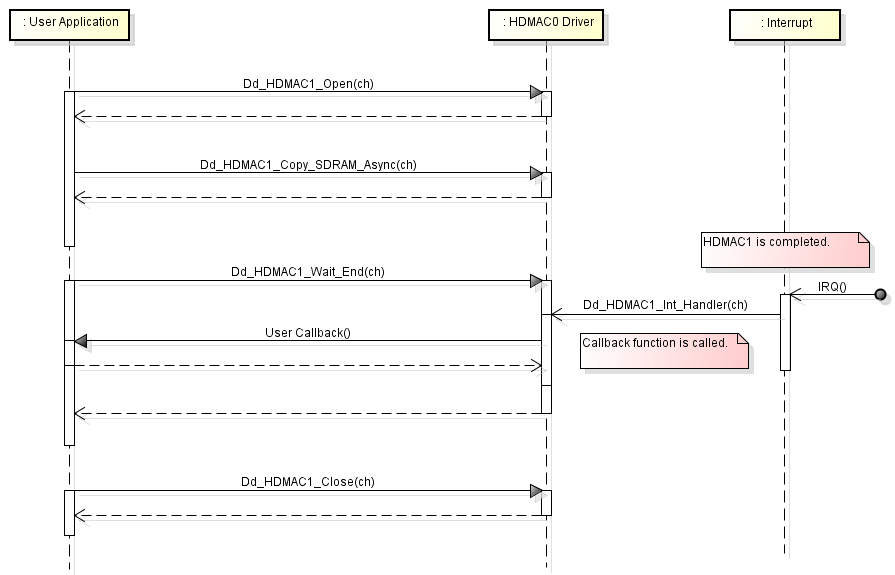 : User Application
: HDMAC0 Driver
: Interrupt
Dd_HDMAC1_Open(ch)
Dd_HDMAC1_Copy_SDRAM_Async(ch)
HDMAC1 is completed.
Dd_HDMAC1_Wait_End(ch)
IRQ()
Dd_HDMAC1_Int_Handler(ch)
User Callback()
Callback function is called.
Dd_HDMAC1_Close(ch)